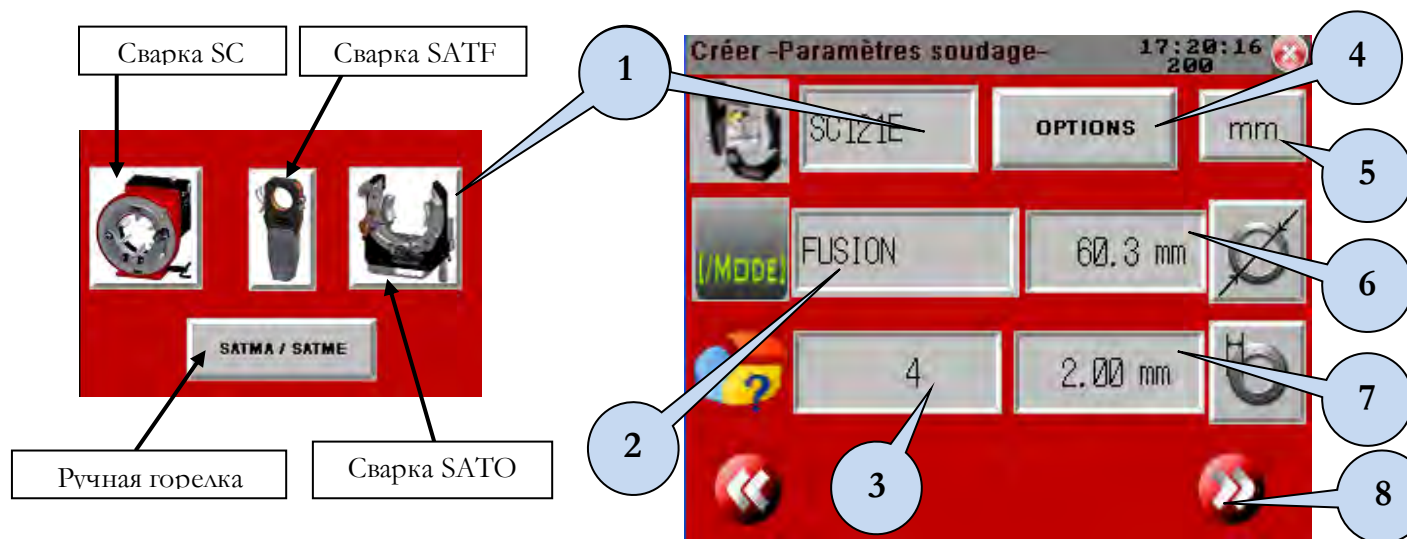 Сварка SC
Сварка SATF
SATMA / SATME
Ручная горелка
Сварка SATO
1
Créer -Paramètres soudage-
17:20:16
200
4
SC121E
OPTIONS
mm
5
[/MODE]
FUSION
60.3 mm
6
?
4
2.00 mm
H
7
2
3
8